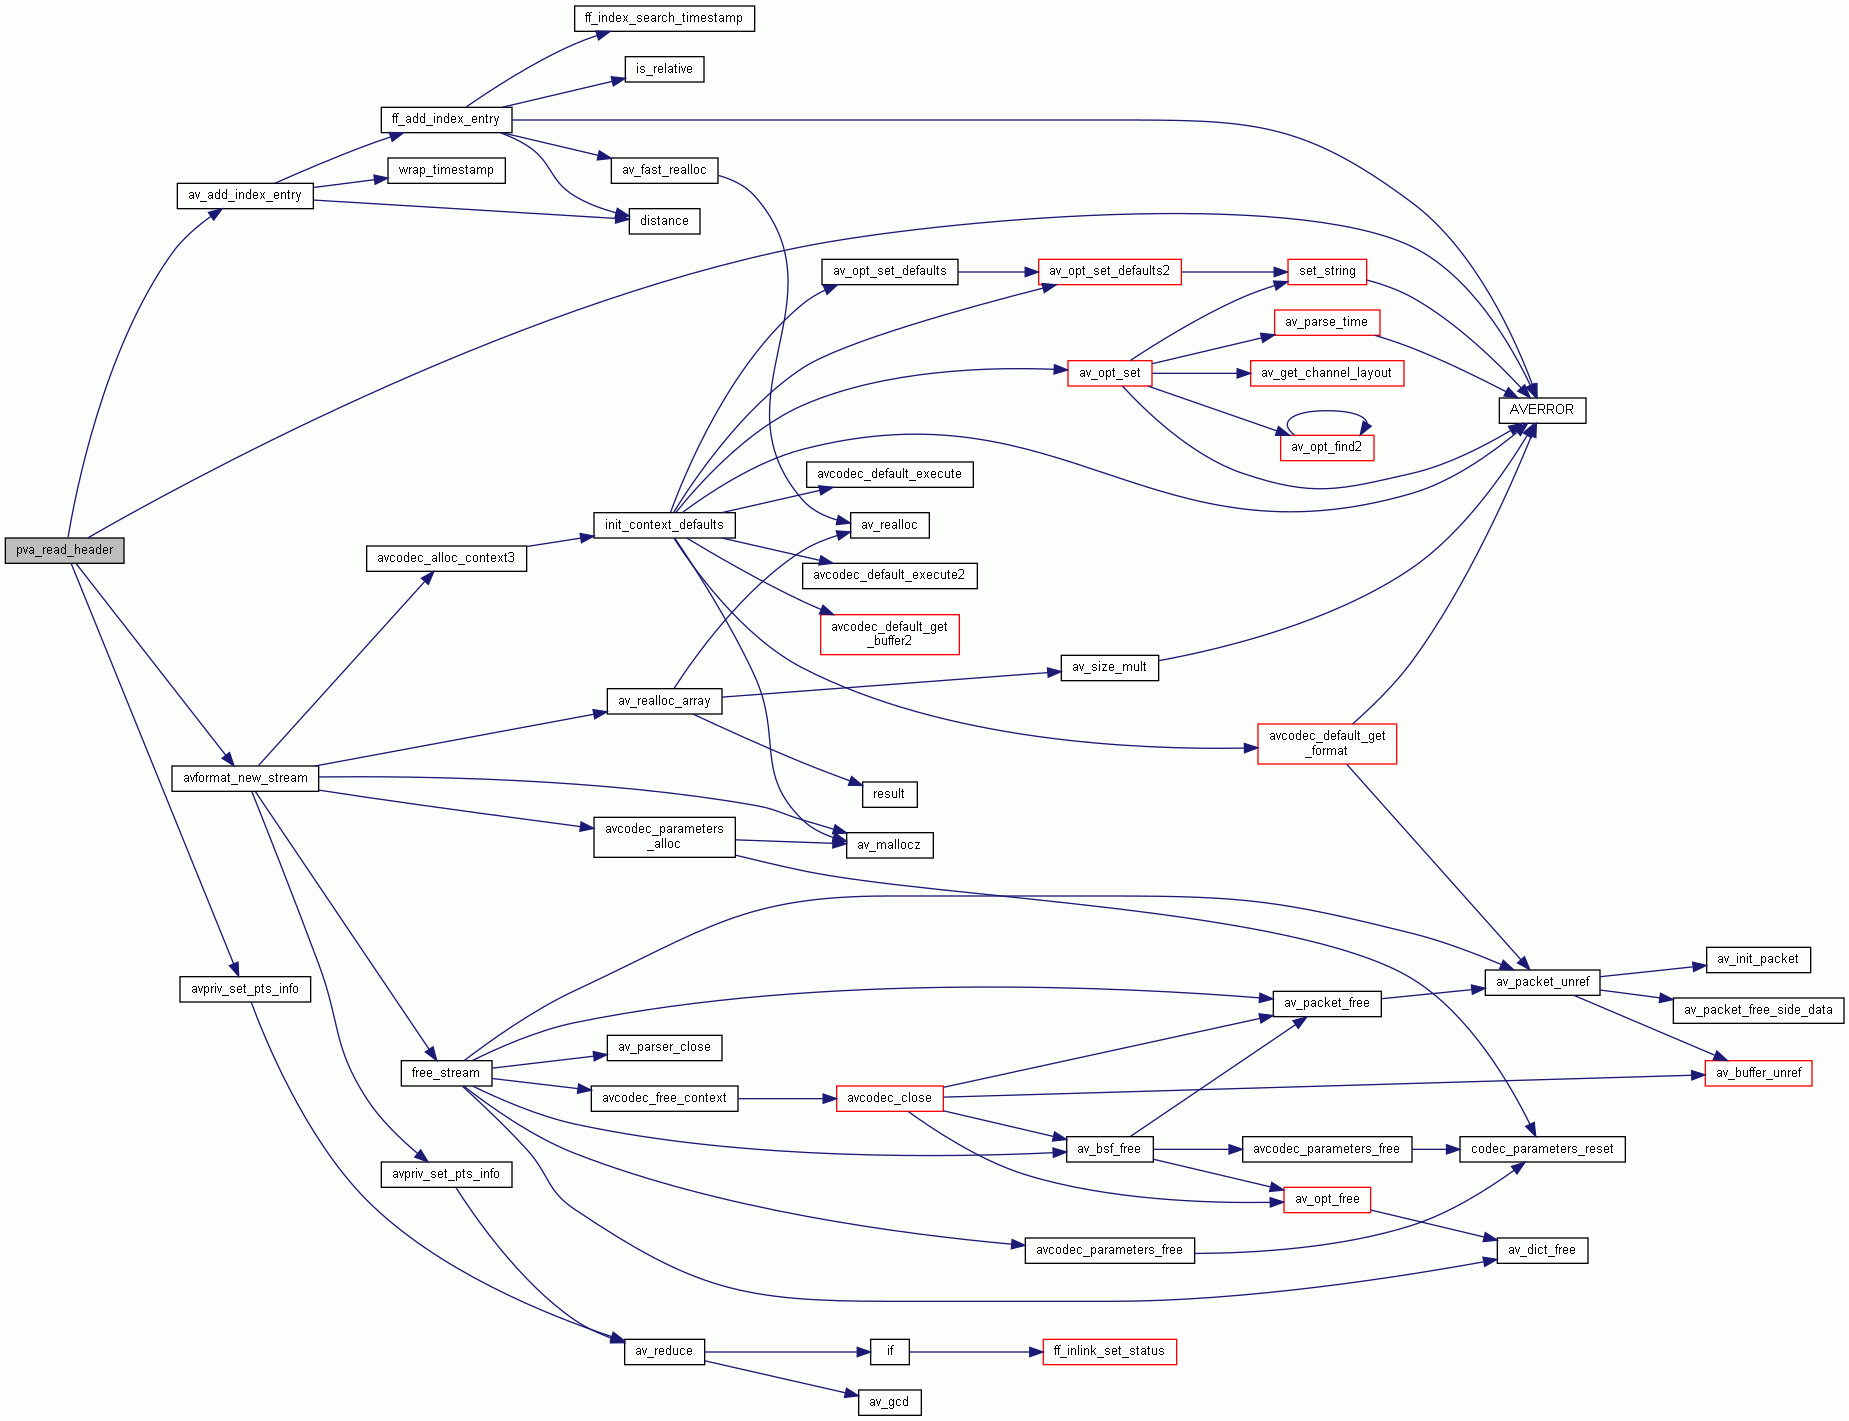 ff_index_search_timestamp
is_relative
ff_add_index_entry
wrap_timestamp
av_fast_realloc
av_add_index_entry
distance
av_opt_set_defaults
av_opt_set_defaults2
set_string
av_parse_time
av_opt_set
av_get_channel_layout
AVERROR
av_opt_find2
avcodec_default_execute
init_context_defaults
av_realloc
pva_read_header
avcodec_alloc_context3
avcodec_default_execute2
avcodec_default_get
_buffer2
av_size_mult
av_realloc_array
avcodec_default_get
_format
avformat_new_stream
result
avcodec_parameters
_alloc
av_mallocz
av_init_packet
av_packet_unref
avpriv_set_pts_info
av_packet_free
av_packet_free_side_data
av_parser_close
free_stream
av_buffer_unref
avcodec_free_context
avcodec_close
av_bsf_free
avcodec_parameters_free
codec_parameters_reset
avpriv_set_pts_info
av_opt_free
avcodec_parameters_free
av_dict_free
av_reduce
if
ff_inlink_set_status
av_gcd